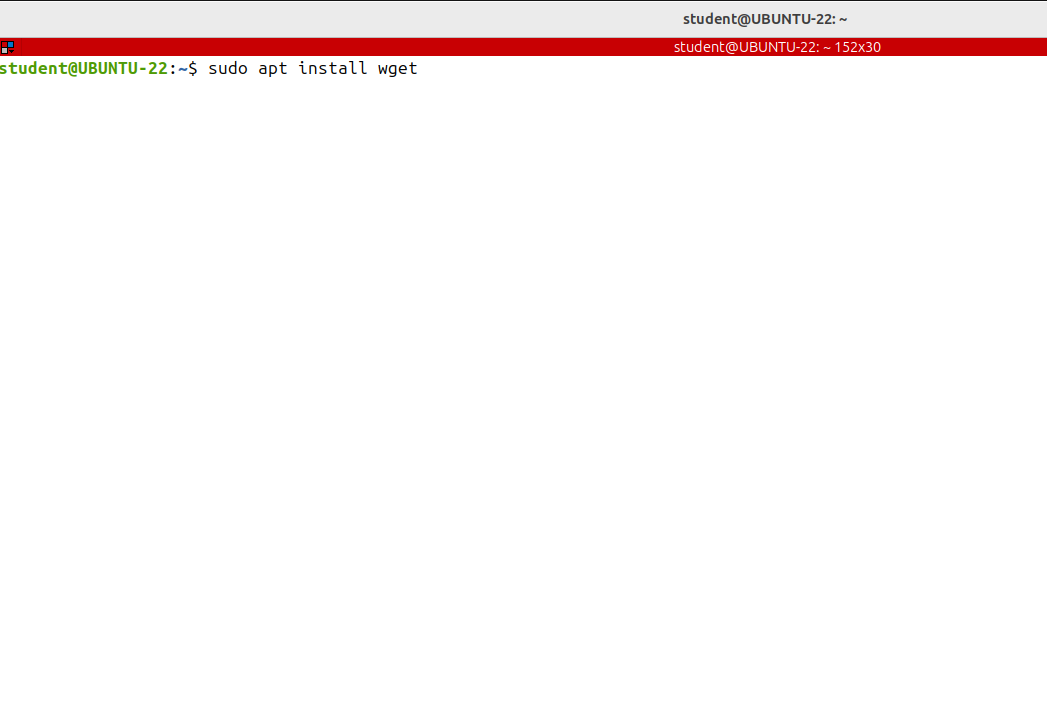 student@UBUNTU-22: ~
student@UBUNTU-22: ~ 152x30
student@UBUNTU-22:~$ sudo apt install wget